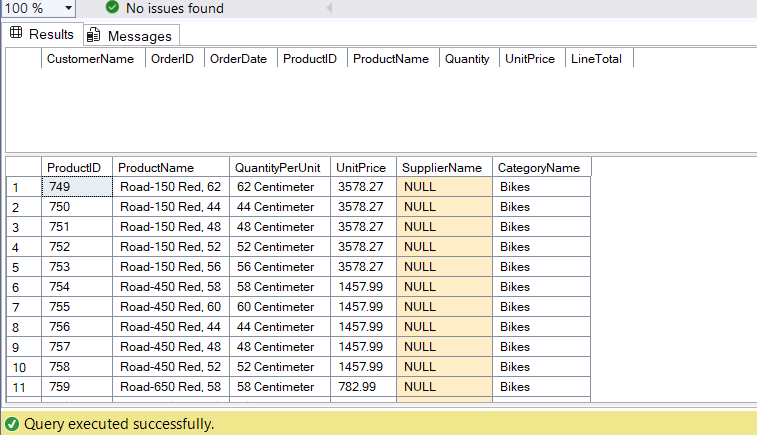 100 % No issues found
Results Messages
CustomerName OrderID OrderDate ProductID ProductName Quantity UnitPrice LineTotal
ProductID ProductName QuantityPerUnit UnitPrice SupplierName CategoryName
1 749 Road-150 Red, 62 62 Centimeter 3578.27 NULL Bikes
2 750 Road-150 Red, 44 44 Centimeter 3578.27 NULL Bikes
3 751 Road-150 Red, 48 48 Centimeter 3578.27 NULL Bikes
4 752 Road-150 Red, 52 52 Centimeter 3578.27 NULL Bikes
5 753 Road-150 Red, 56 56 Centimeter 3578.27 NULL Bikes
6 754 Road-450 Red, 58 58 Centimeter 1457.99 NULL Bikes
7 755 Road-450 Red, 60 60 Centimeter 1457.99 NULL Bikes
8 756 Road-450 Red, 44 44 Centimeter 1457.99 NULL Bikes
9 757 Road-450 Red, 48 48 Centimeter 1457.99 NULL Bikes
10 758 Road-450 Red, 52 52 Centimeter 1457.99 NULL Bikes
11 759 Road-650 Red, 58 58 Centimeter 782.99 NULL Bikes
Query executed successfully.